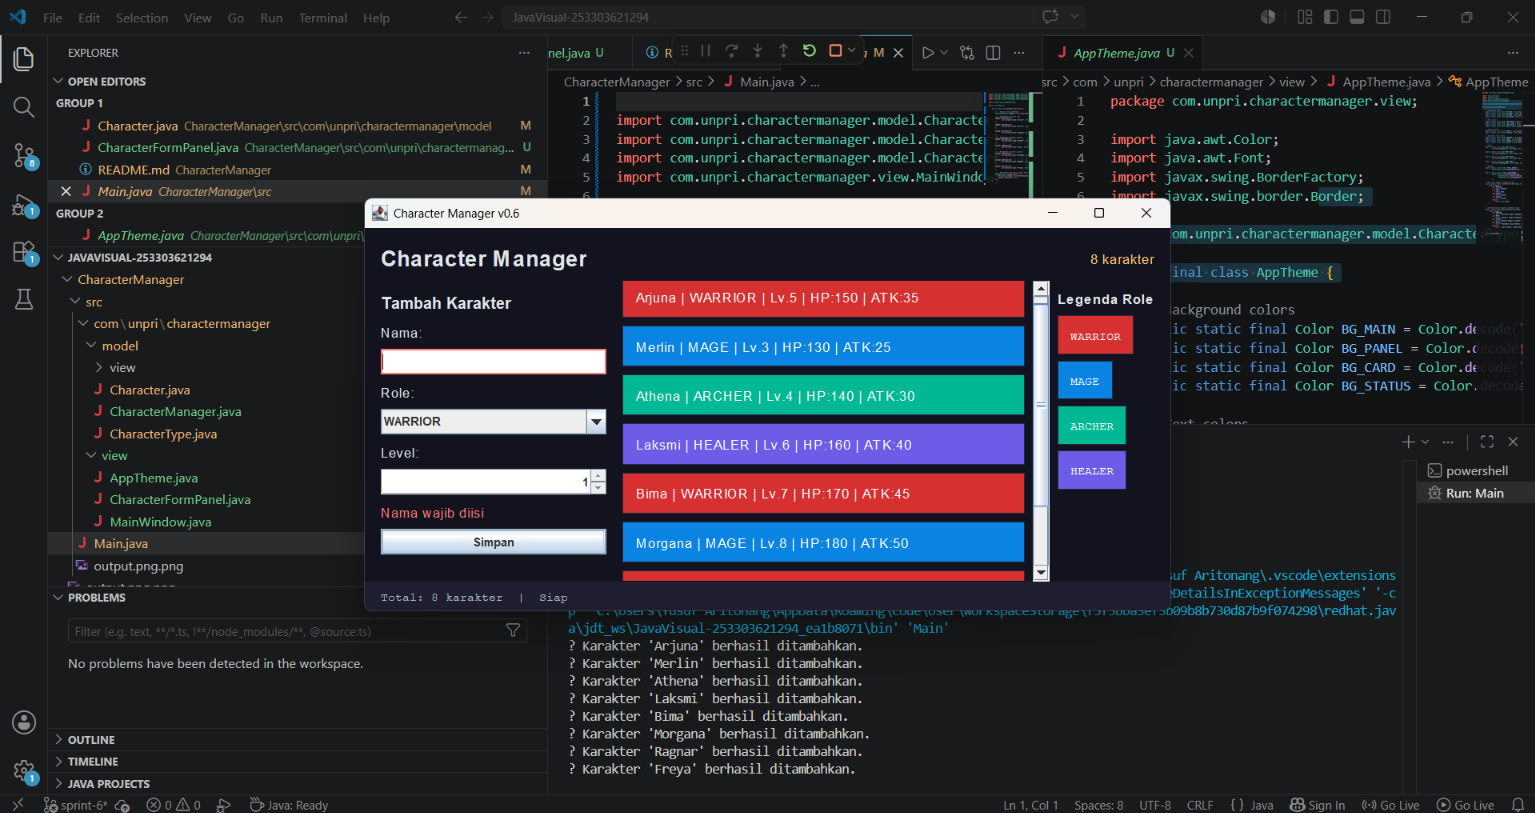 File Edit Selection View Go Run Terminal Help
JavaVisual-253303621294
EXPLORER
OPEN EDITORS
GROUP 1
Character.java CharacterManager\src\com\unpri\charactermanager\model M
CharacterFormPanel.java CharacterManager\src\com\unpri\charactermanag... U
README.md CharacterManager M
Main.java CharacterManager\src M
GROUP 2
AppTheme.java CharacterManager\src\com\unpri\
JAVAVISUAL-253303621294
CharacterManager
src
com\unpri\charactermanager
model
view
Character.java
CharacterManager.java
CharacterType.java
view
AppTheme.java
CharacterFormPanel.java
MainWindow.java
Main.java
output.png.png
PROBLEMS
Filter (e.g. text, **/*.ts, !**/node_modules/**, @source:ts)
No problems have been detected in the workspace.
OUTLINE
TIMELINE
JAVA PROJECTS
8
1
1
1
nel.java U
R
M
CharacterManager > src > Main.java > ...
1
2 import com.unpri.charactermanager.model.Characte
3 import com.unpri.charactermanager.model.Characte
4 import com.unpri.charactermanager.model.Characte
5 import com.unpri.charactermanager.view.MainWindo
6
AppTheme.java U
src > com > unpri > charactermanager > view > AppTheme.java > AppTheme
1 package com.unpri.charactermanager.view;
2
3 import java.awt.Color;
4 import java.awt.Font;
5 import javax.swing.BorderFactory;
6 import javax.swing.border.Border;
om.unpri.charactermanager.model.Characte
inal class AppTheme {
ackground colors
ic static final Color BG_MAIN = Color.decode(
ic static final Color BG_PANEL = Color.decode
ic static final Color BG_CARD = Color.decode(
ic static final Color BG_STATUS = Color.decode
ext colors
Character Manager v0.6
Character Manager
8 karakter
Tambah Karakter
Nama:
Role:
WARRIOR
Level:
1
Nama wajib diisi
Simpan
Arjuna | WARRIOR | Lv.5 | HP:150 | ATK:35
Merlin | MAGE | Lv.3 | HP:130 | ATK:25
Athena | ARCHER | Lv.4 | HP:140 | ATK:30
Laksmi | HEALER | Lv.6 | HP:160 | ATK:40
Bima | WARRIOR | Lv.7 | HP:170 | ATK:45
Morgana | MAGE | Lv.8 | HP:180 | ATK:50
Legenda Role
WARRIOR
MAGE
ARCHER
HEALER
Total: 8 karakter | Siap
powershell
Run: Main
suf Aritonang\.vscode\extensions
eDetailsInExceptionMessages' '-c
a\jdt_ws\JavaVisual-253303621294_ea1b8071\bin' 'Main'
? Karakter 'Arjuna' berhasil ditambahkan.
? Karakter 'Merlin' berhasil ditambahkan.
? Karakter 'Athena' berhasil ditambahkan.
? Karakter 'Laksmi' berhasil ditambahkan.
? Karakter 'Bima' berhasil ditambahkan.
? Karakter 'Morgana' berhasil ditambahkan.
? Karakter 'Ragnar' berhasil ditambahkan.
? Karakter 'Freya' berhasil ditambahkan.
sprint-6* 0 0 Java: Ready
Ln 1, Col 1 Spaces: 8 UTF-8 CRLF {} Java Sign In Go Live Go Live